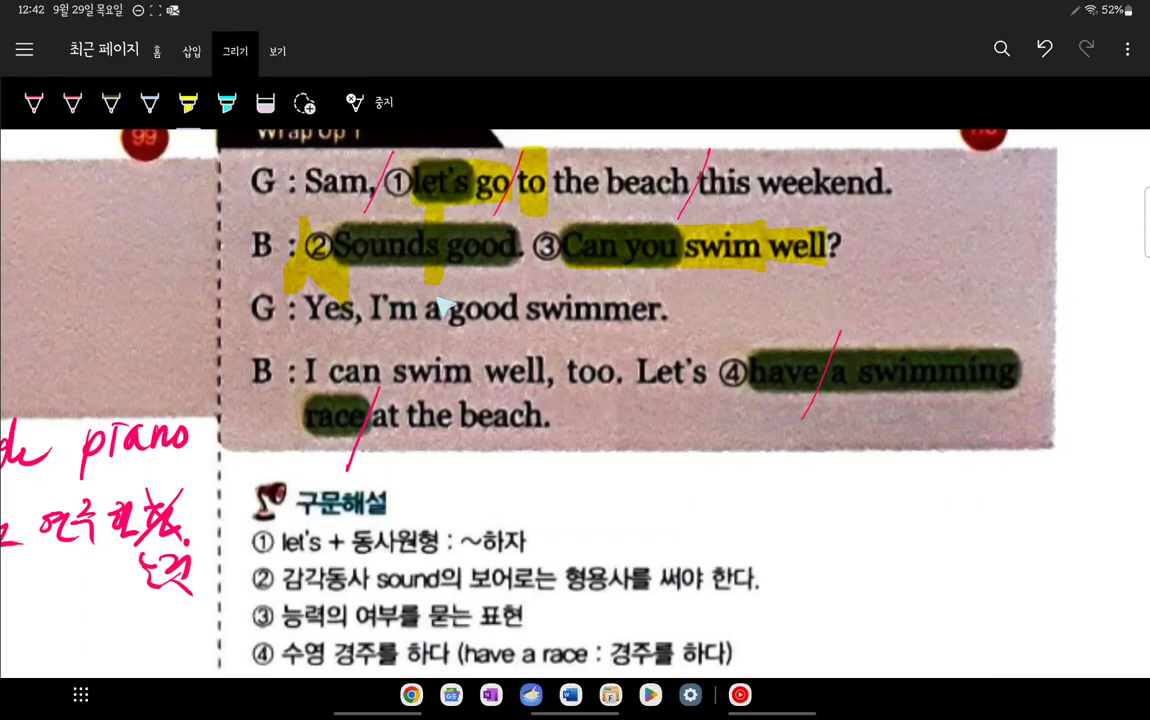 12:42 9월 29일 목요일 52%
최근 페이지 홈 삽입 그리기 보기
중지
99 Wrap Up 1
G : Sam, ①let's go to the beach this weekend.
B : ②Sounds good. ③Can you swim well?
G : Yes, I'm a good swimmer.
B : I can swim well, too. Let's ④have a swimming
race at the beach.
piano
연주
구문해설
① let's + 동사원형 : ~하자
② 감각동사 sound의 보어로는 형용사를 써야 한다.
③ 능력의 여부를 묻는 표현
④ 수영 경주를 하다 (have a race : 경주를 하다)